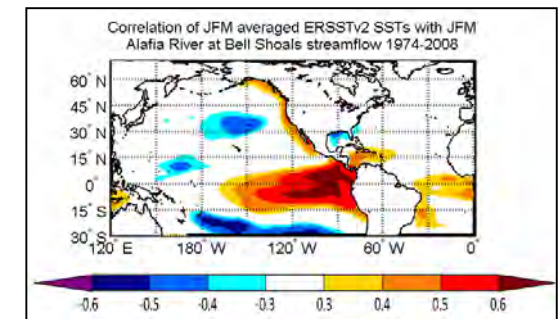 Correlation of JFM averaged ERSSTv2 SSTs with JFM
Alafia River at Bell Shoals streamflow 1974-2008
60° N
45° N
30° N
15° N
0°
15° S
30° S
120° E 180° W 120° W 60° W 0°
-0.6 -0.5 -0.4 -0.3 0.3 0.4 0.5 0.6